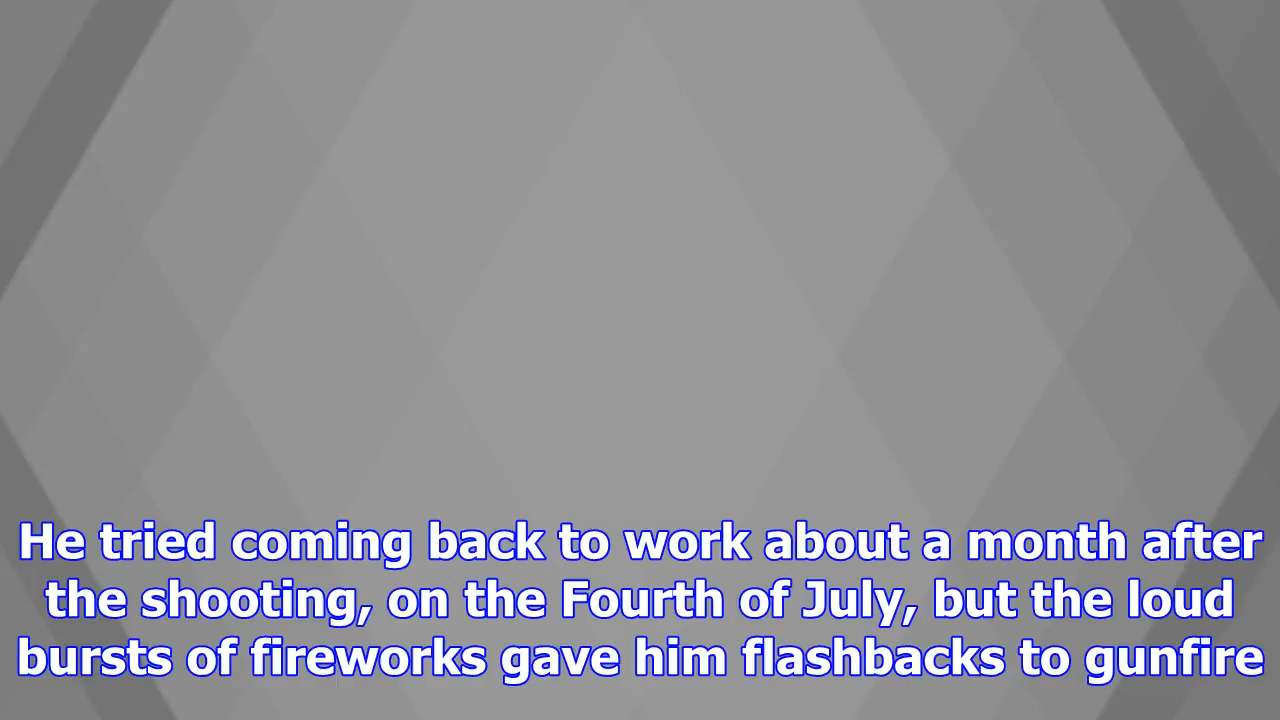 He tried coming back to work about a month after
the shooting, on the Fourth of July, but the loud
bursts of fireworks gave him flashbacks to gunfire